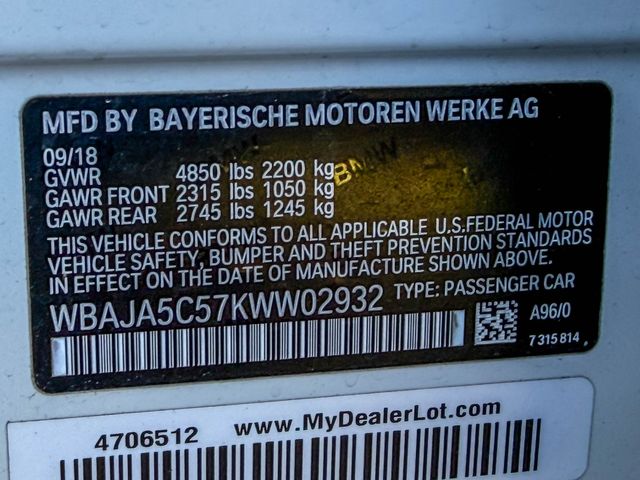 MFD BY BAYERISCHE MOTOREN WERKE AG
09/18
GVWR 4850 lbs 2200 kg
GAWR FRONT 2315 lbs 1050 kg
GAWR REAR 2745 lbs 1245 kg
BMW
THIS VEHICLE CONFORMS TO ALL APPLICABLE U.S.FEDERAL MOTOR
VEHICLE SAFETY, BUMPER AND THEFT PREVENTION STANDARDS
IN EFFECT ON THE DATE OF MANUFACTURE SHOWN ABOVE.
WBAJA5C57KWW02932 TYPE: PASSENGER CAR
A96/0
7315814
4706512 www.MyDealerLot.com